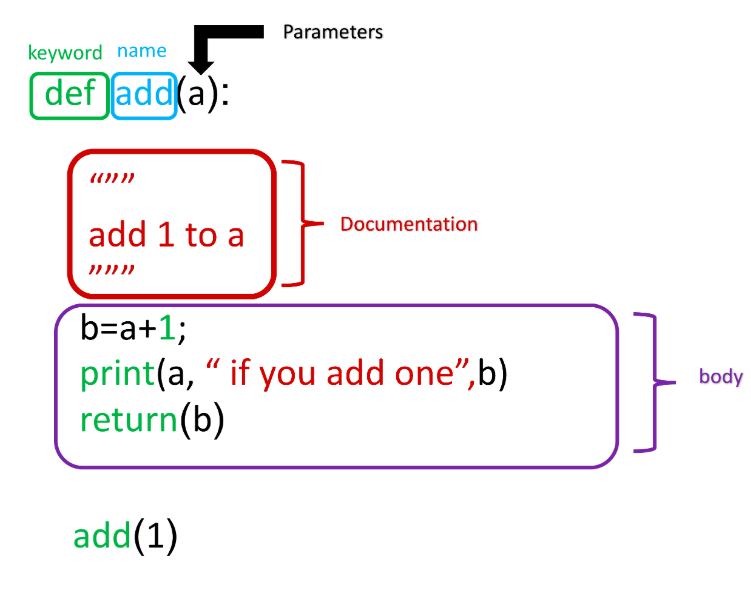 Parameters
keyword name
def add(a):
“””
add 1 to a
”””
Documentation
b=a+1;
print(a, “ if you add one”,b)
return(b)
body
add(1)